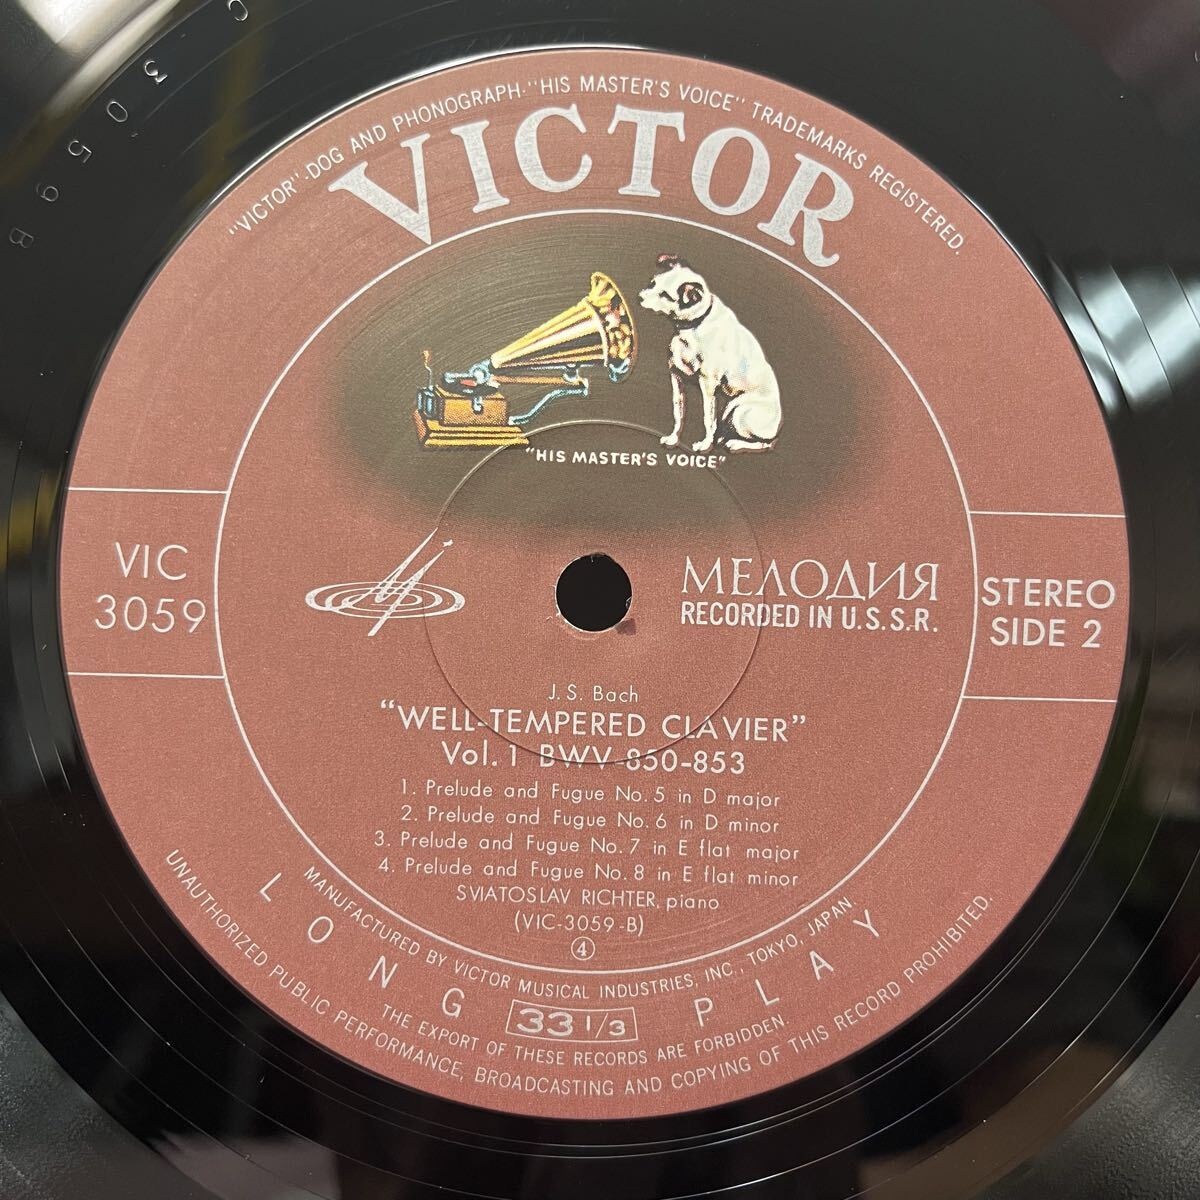 C 3059 B
"VICTOR"-DOG AND PHONOGRAPH-"HIS MASTER'S VOICE" TRADEMARKS REGISTERED.
VICTOR
"HIS MASTER'S VOICE"
VIC
3059
МЕЛОДИЯ
RECORDED IN U.S.S.R.
STEREO
SIDE 2
J. S. Bach
"WELL-TEMPERED CLAVIER"
Vol. 1 BWV-850-853
1. Prelude and Fugue No. 5 in D major
2. Prelude and Fugue No. 6 in D minor
3. Prelude and Fugue No. 7 in E flat major
4. Prelude and Fugue No. 8 in E flat minor
SVIATOSLAV RICHTER, piano
(VIC-3059-B)
④
MANUFACTURED BY VICTOR MUSICAL INDUSTRIES, INC., TOKYO, JAPAN.
LONG 33 1/3 PLAY
THE EXPORT OF THESE RECORDS ARE FORBIDDEN.
UNAUTHORIZED PUBLIC PERFORMANCE, BROADCASTING AND COPYING OF THIS RECORD PROHIBITED.